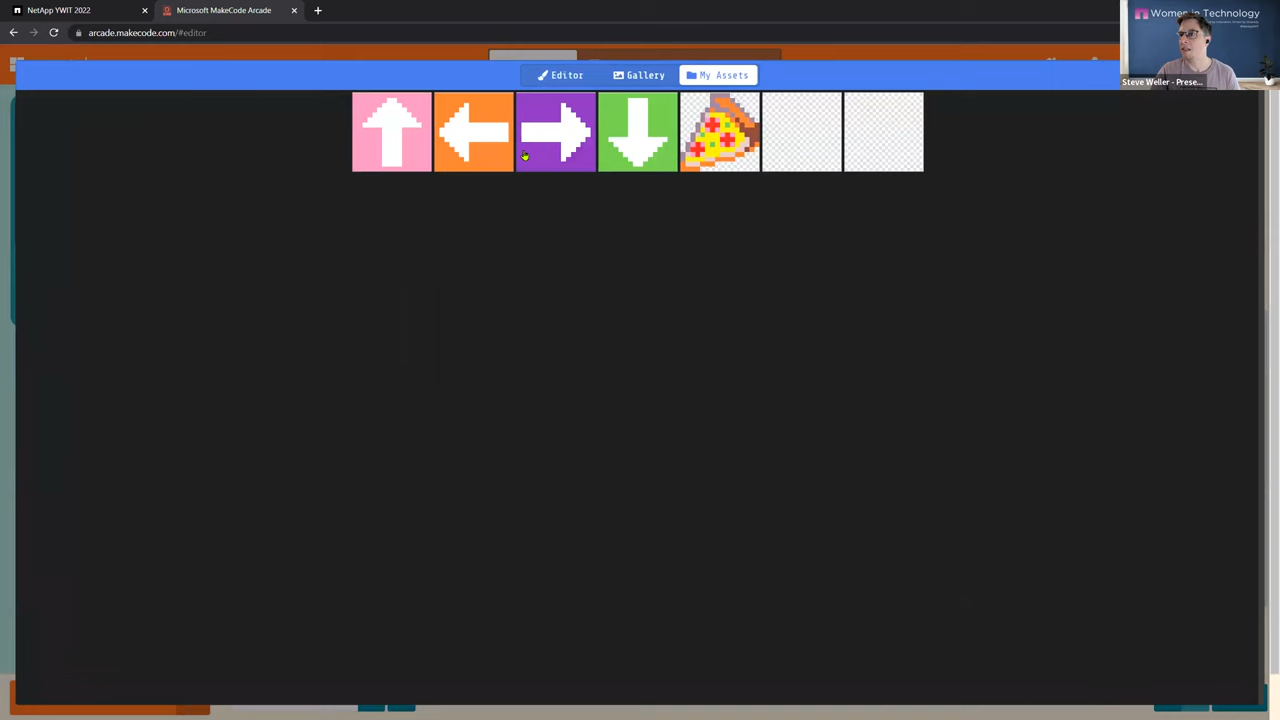 NetApp YWIT 2022
Microsoft MakeCode Arcade
arcade.makecode.com/#editor
Women in Technology
Steve Weller - Prese...
Editor
Gallery
My Assets